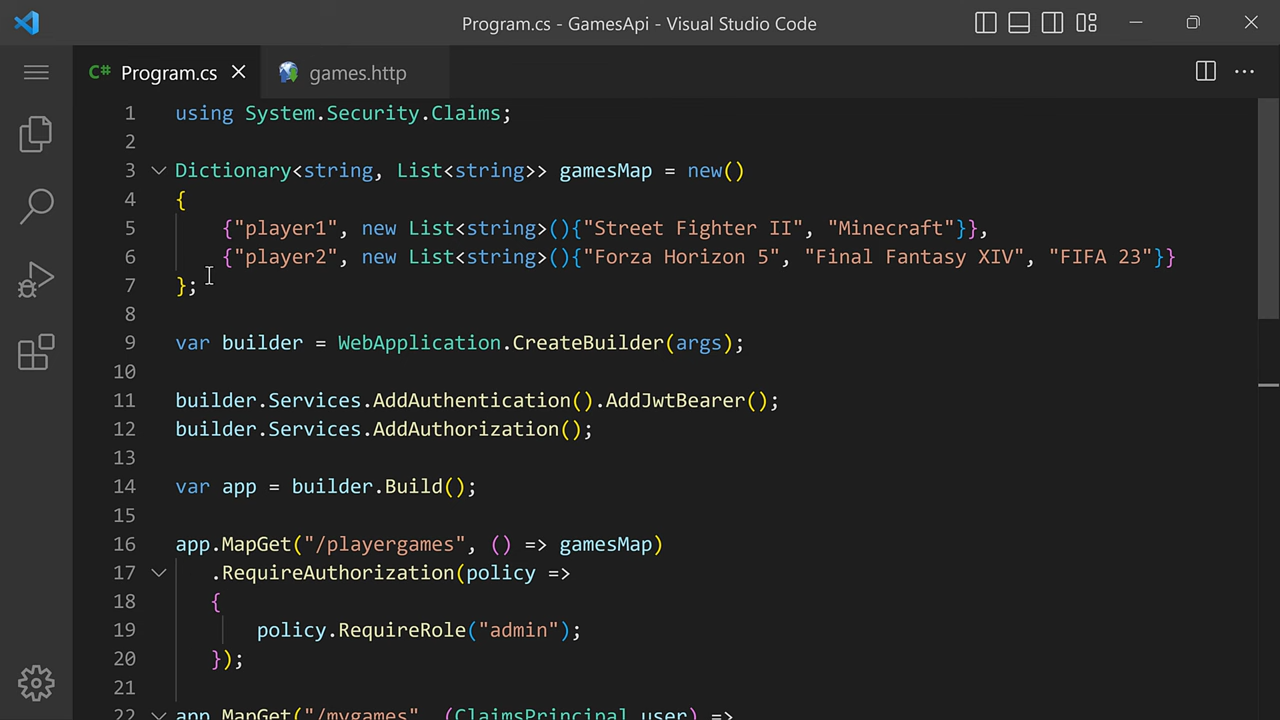 Program.cs - GamesApi - Visual Studio Code
C# Program.cs games.http
1 using System.Security.Claims;
2
3 Dictionary<string, List<string>> gamesMap = new()
4 {
5 {"player1", new List<string>(){"Street Fighter II", "Minecraft"}},
6 {"player2", new List<string>(){"Forza Horizon 5", "Final Fantasy XIV", "FIFA 23"}}
7 };
8
9 var builder = WebApplication.CreateBuilder(args);
10
11 builder.Services.AddAuthentication().AddJwtBearer();
12 builder.Services.AddAuthorization();
13
14 var app = builder.Build();
15
16 app.MapGet("/playergames", () => gamesMap)
17 .RequireAuthorization(policy =>
18 {
19 policy.RequireRole("admin");
20 });
21
22 app.MapGet("/mygames", (ClaimsPrincipal user) =>